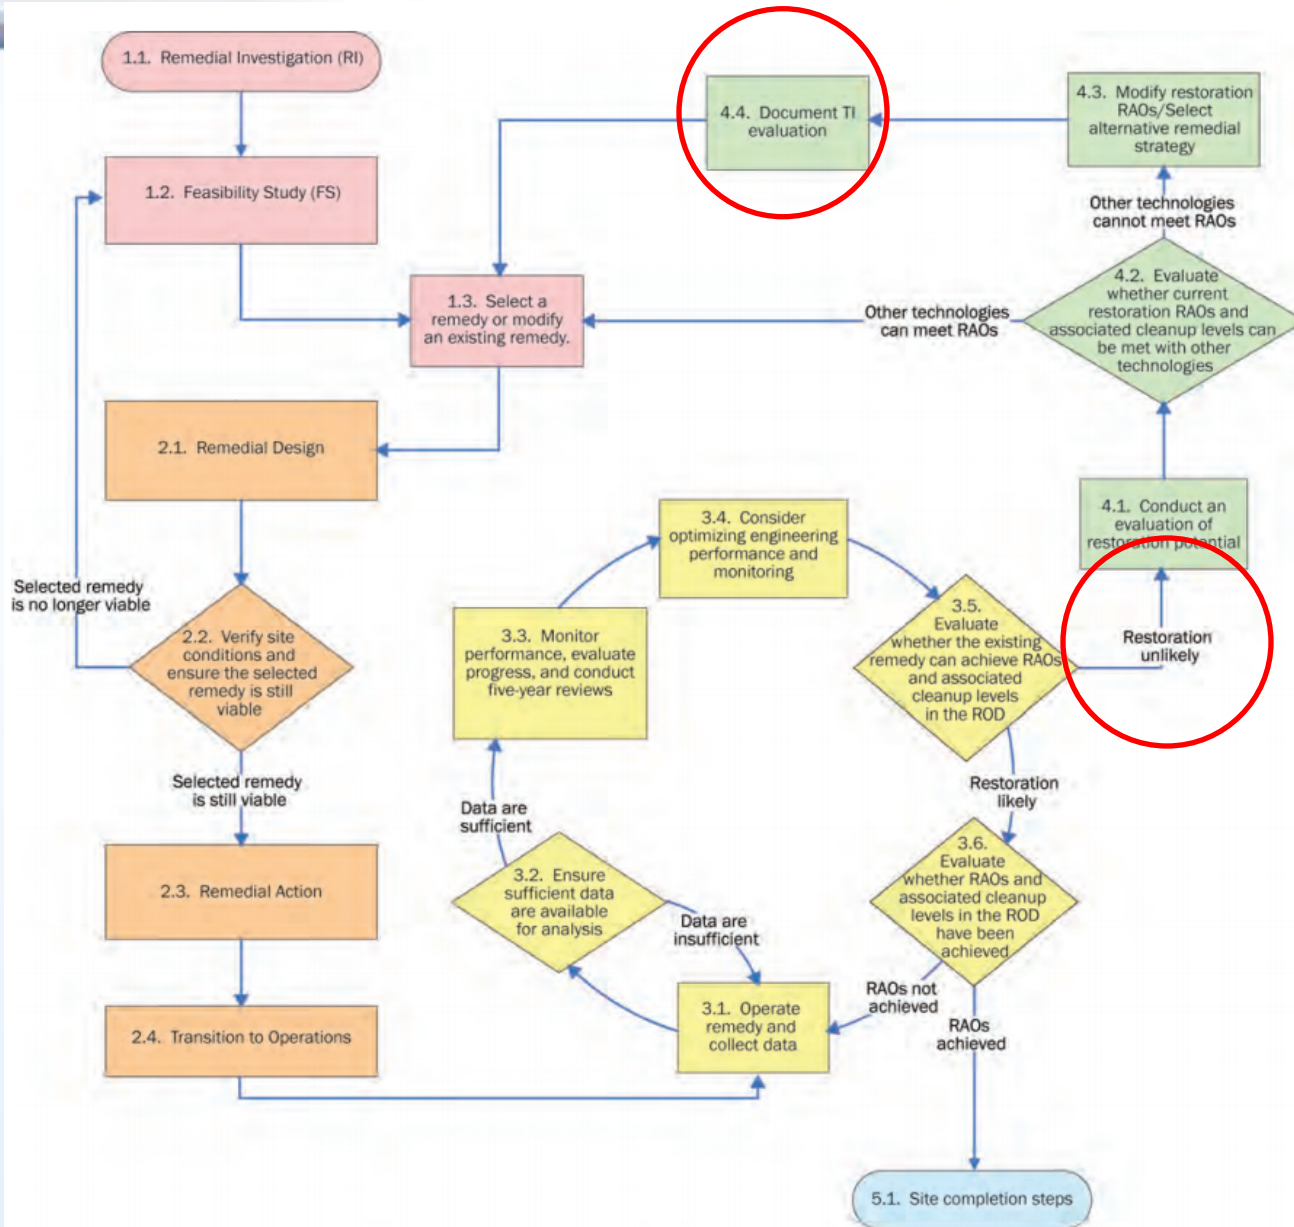 1.1. Remedial Investigation (RI)
1.2. Feasibility Study (FS)
1.3. Select a
remedy or modify
an existing remedy.
2.1. Remedial Design
Selected remedy
is no longer viable
2.2. Verify site
conditions and
ensure the selected
remedy is still
viable
Selected remedy
is still viable
2.3. Remedial Action
2.4. Transition to Operations
3.1. Operate
remedy and
collect data
3.2. Ensure
sufficient data
are available
for analysis
Data are
insufficient
Data are
sufficient
3.3. Monitor
performance, evaluate
progress, and conduct
five-year reviews
3.4. Consider
optimizing engineering
performance and
monitoring
3.5.
Evaluate
whether the existing
remedy can achieve RAOs
and associated
cleanup levels
in the ROD
Restoration
likely
Restoration
unlikely
3.6.
Evaluate
whether RAOs and
associated cleanup
levels in the ROD
have been
achieved
RAOs not
achieved
RAOs
achieved
4.1. Conduct an
evaluation of
restoration potential
4.2. Evaluate
whether current
restoration RAOs and
associated cleanup levels can
be met with other
technologies
Other technologies
can meet RAOs
Other technologies
cannot meet RAOs
4.3. Modify restoration
RAOs/Select
alternative remedial
strategy
4.4. Document TI
evaluation
5.1. Site completion steps